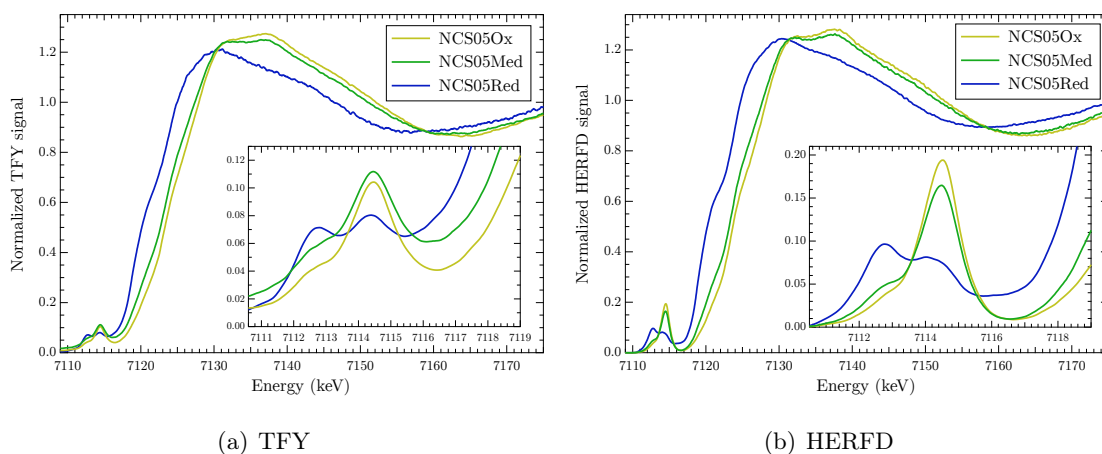 NCS05Ox
NCS05Med
NCS05Red
Normalized TFY signal
1.2
1.0
0.8
0.6
0.4
0.2
0.0
0.12
0.10
0.08
0.06
0.04
0.02
0.00
7111 7112 7113 7114 7115 7116 7117 7118 7119
7110 7120 7130 7140 7150 7160 7170
Energy (keV)
(a) TFY
NCS05Ox
NCS05Med
NCS05Red
Normalized HERFD signal
1.2
1.0
0.8
0.6
0.4
0.2
0.0
0.20
0.15
0.10
0.05
0.00
7112 7114 7116 7118
7110 7120 7130 7140 7150 7160 7170
Energy (keV)
(b) HERFD